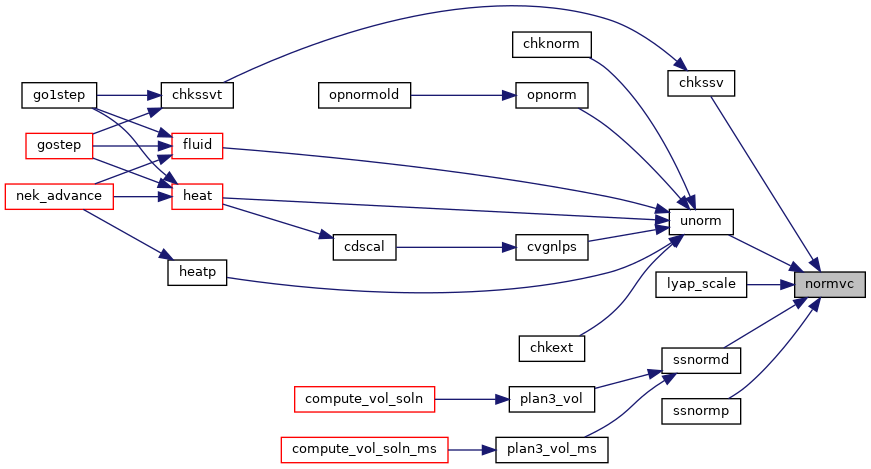 chknorm
chkssv
go1step
chkssvt
opnormold
opnorm
gostep
fluid
nek_advance
heat
unorm
cdscal
cvgnlps
heatp
lyap_scale
normvc
chkext
ssnormd
compute_vol_soln
plan3_vol
ssnormp
compute_vol_soln_ms
plan3_vol_ms